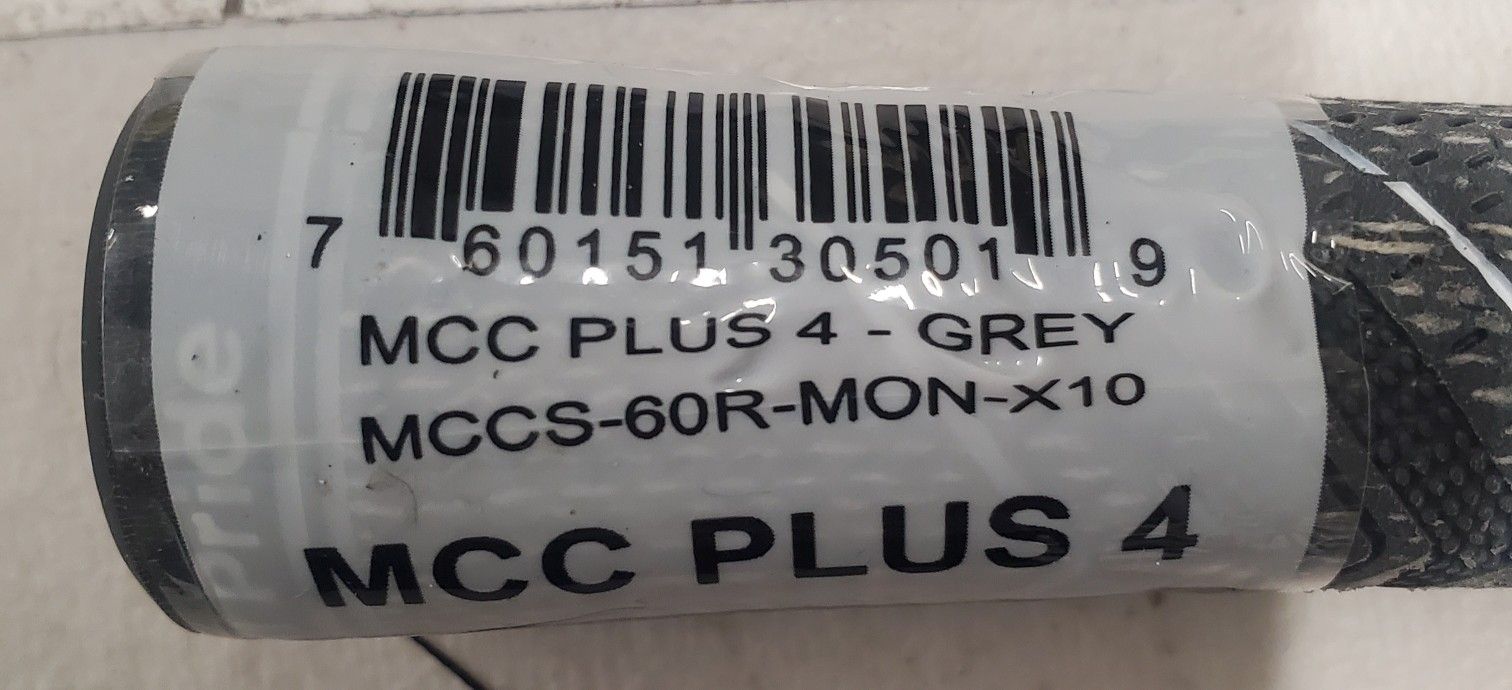 7 60151 30501 9
MCC PLUS 4 - GREY
MCCS-60R-MON-X10
MCC PLUS 4
pride